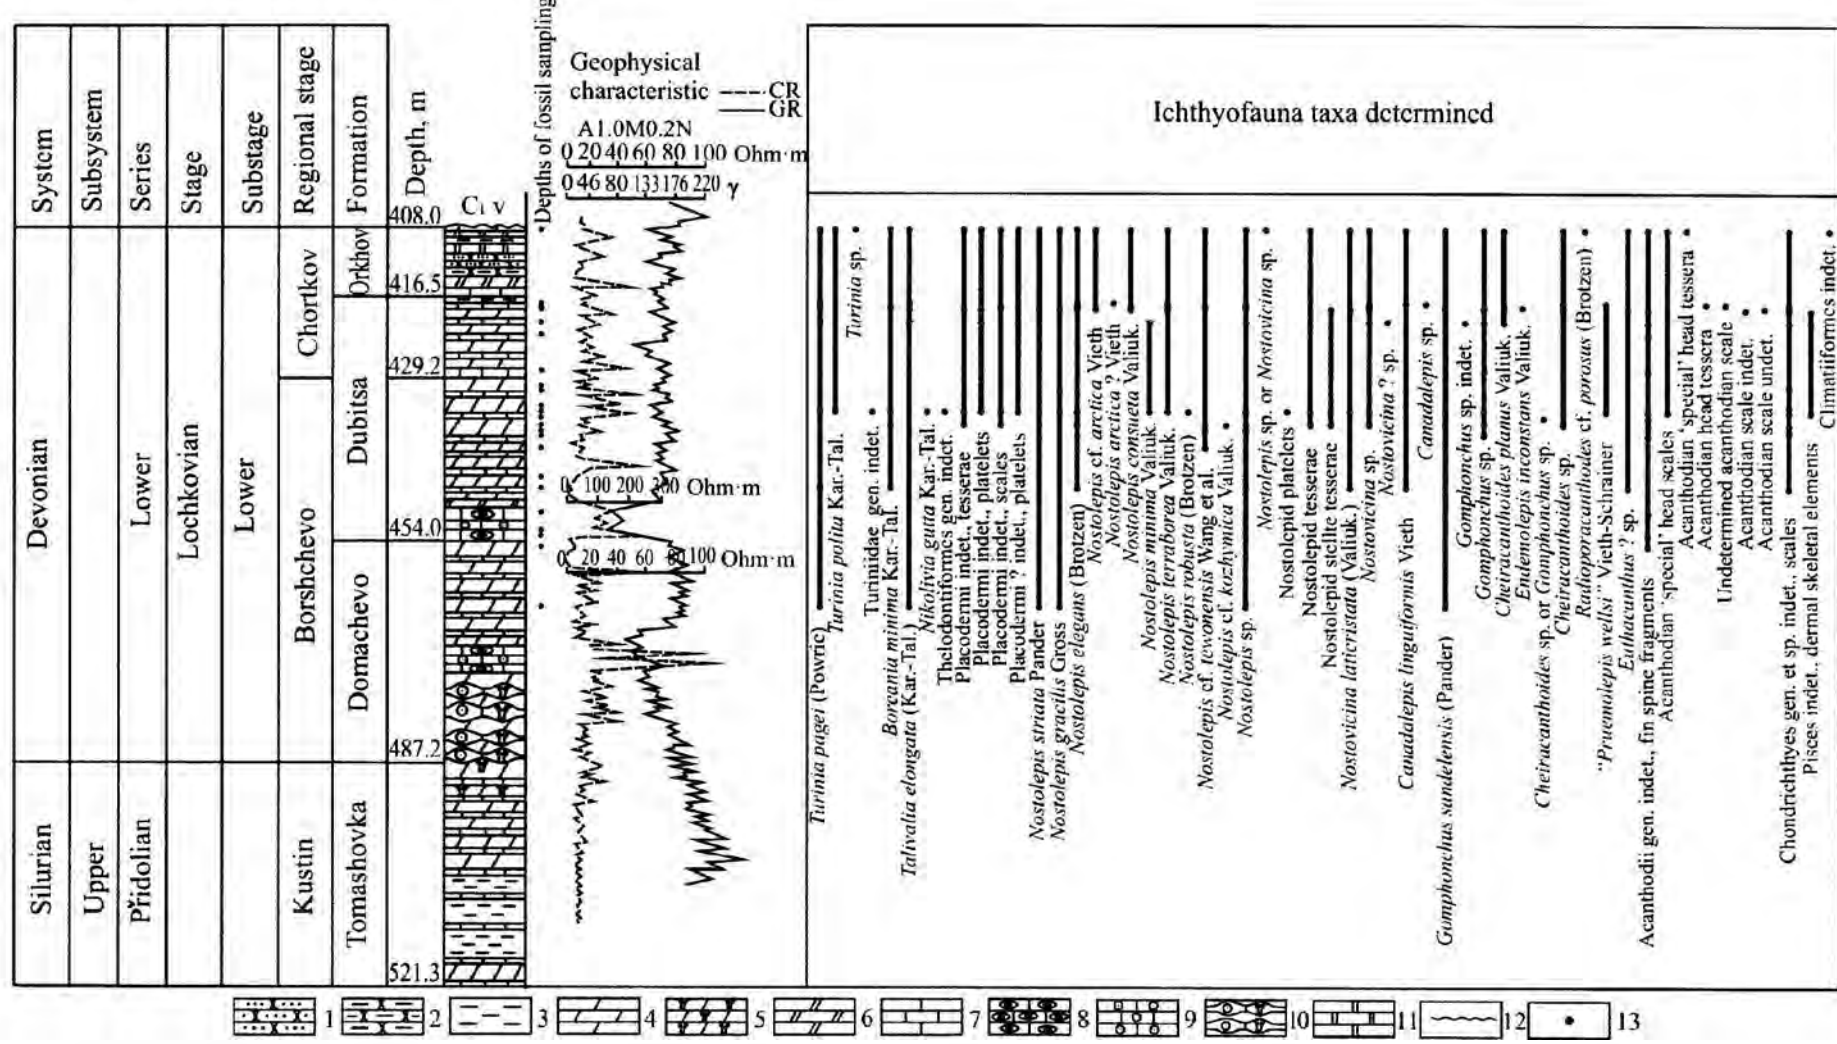 System
Subsystem
Series
Stage
Substage
Regional stage
Formation
Depth, m
Depths of fossil sampling
Geophysical
characteristic
CR
GR
A1.0M0.2N
0 20 40 60 80 100 Ohm·m
0 46 80 133 176 220 γ
Ichthyofauna taxa determined
408.0
416.5
429.2
454.0
487.2
521.3
Devonian
Silurian
Upper
Lower
Přidolian
Lochkovian
Lower
Chortkov
Borshchevo
Kustin
Orkhov
Dubitsa
Domachevo
Tomashovka
0 100 200 300 Ohm·m
0 20 40 60 80 100 Ohm·m
Turinia pagei (Powrie)
Turinia polita Kar.-Tal.
Turinia sp.
Turiniidae gen. indet.
Boreania minima Kar.-Tal.
Talivalia elongata (Kar.-Tal.)
Nikolivia gutta Kar.-Tal.
Thelodontiformes gen. indet.
Placodermi indet., tesserae
Placodermi indet., platelets
Placodermi indet., scales
Placodermi ? indet., platelets
Nostolepis striata Pander
Nostolepis gracilis Gross
Nostolepis elegans (Brotzen)
Nostolepis cf. arctica Vieth
Nostolepis arctica ? Vieth
Nostolepis consueta Valiuk.
Nostolepis minima Valiuk.
Nostolepis terraborea Valiuk.
Nostolepis robusta (Brotzen)
Nostolepis cf. tewonensis Wang et al.
Nostolepis cf. kozhymica Valiuk.
Nostolepis sp.
Nostolepis sp. or Nostovicina sp.
Nostolepid platelets
Nostolepid tesserae
Nostolepid stellte tesserae
Nostovicina laticristata (Valiuk.)
Nostovicina sp.
Nostovicina ? sp.
Canadalepis linguiformis Vieth
Canadalepis sp.
Gomphonchus sandelensis (Pander)
Gomphonchus sp. indet.
Gomphonchus sp.
Cheiracanthoides planus Valiuk.
Endemolepis inconstans Valiuk.
Cheiracanthoides sp. or Gomphonchus sp.
Cheiracanthoides sp.
Radioporacanthodes cf. porosus (Brotzen)
"Pruemolepis wellsi" Vieth-Schreiner
Euthacanthus ? sp.
Acanthodii gen. indet., fin spine fragments
Acanthodian 'special' head scales
Acanthodian 'special' head tessera
Acanthodian head tessera
Undetermined acanthodian scale
Acanthodian scale indet.
Acanthodian scale undet.
Chondrichthyes gen. et sp. indet., scales
Pisces indet., dermal skeletal elements
Climatiiformes indet.
1 2 3 4 5 6 7 8 9 10 11 12 13